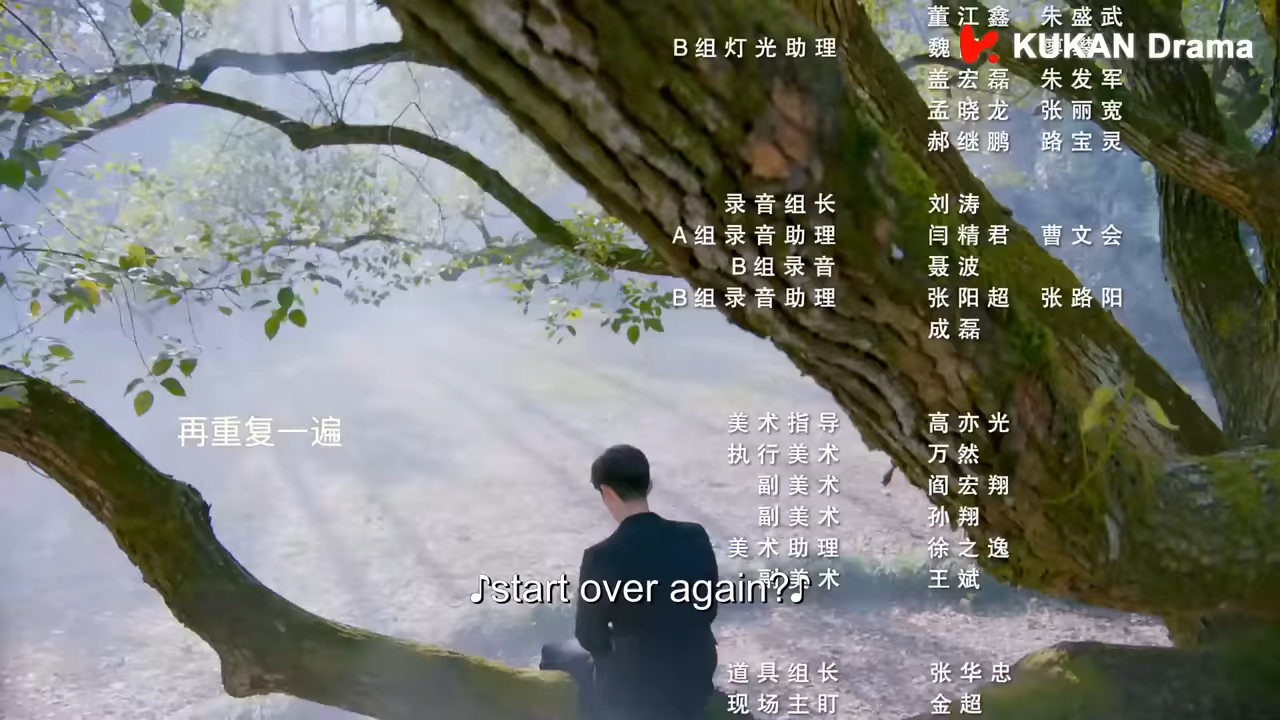 董江鑫 朱盛武
B组灯光助理 魏
KUKAN Drama
盖宏磊 朱发军
孟晓龙 张丽宽
郝继鹏 路宝灵
录音组长 刘涛
A组录音助理 闫精君 曹文会
B组录音 聂波
B组录音助理 张阳超 张路阳
成磊
美术指导 高亦光
再重复一遍
执行美术 万然
副美术 阎宏翔
副美术 孙翔
美术助理 徐之逸
副美术 王斌
♪start over again?♪
道具组长 张华忠
现场主盯 金超